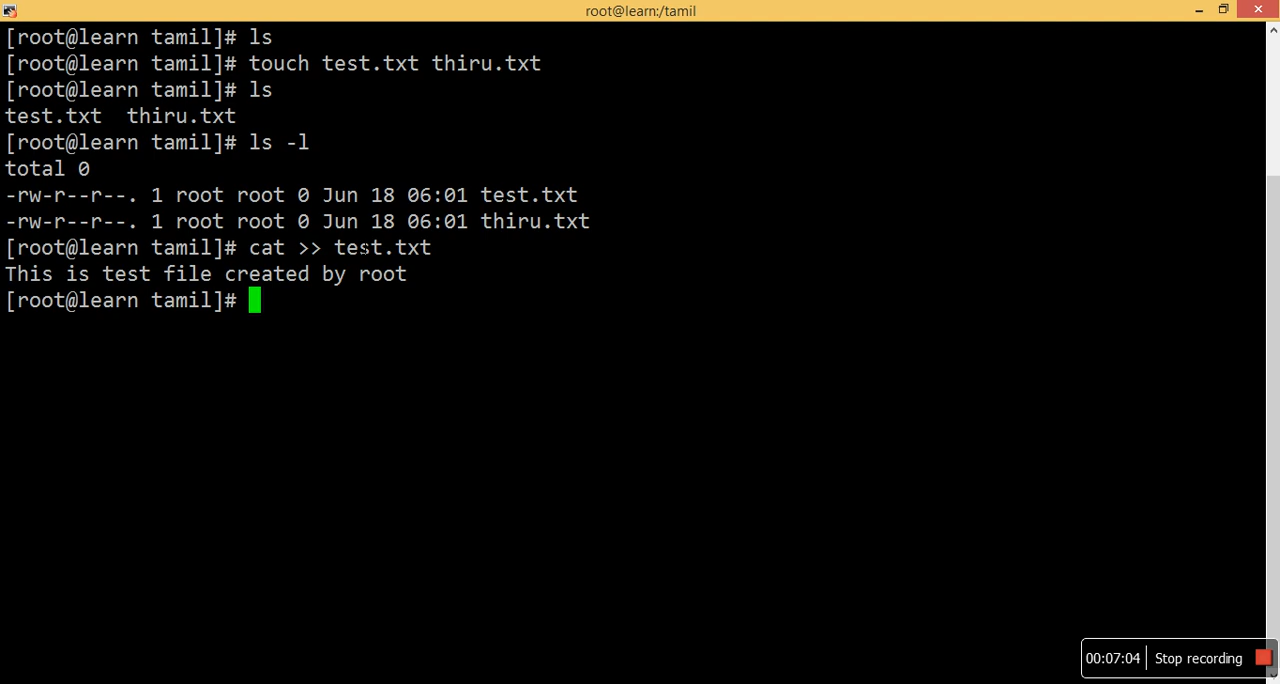 root@learn:/tamil
[root@learn tamil]# ls
[root@learn tamil]# touch test.txt thiru.txt
[root@learn tamil]# ls
test.txt  thiru.txt
[root@learn tamil]# ls -l
total 0
-rw-r--r--. 1 root root 0 Jun 18 06:01 test.txt
-rw-r--r--. 1 root root 0 Jun 18 06:01 thiru.txt
[root@learn tamil]# cat >> test.txt
This is test file created by root
[root@learn tamil]#
00:07:04 Stop recording